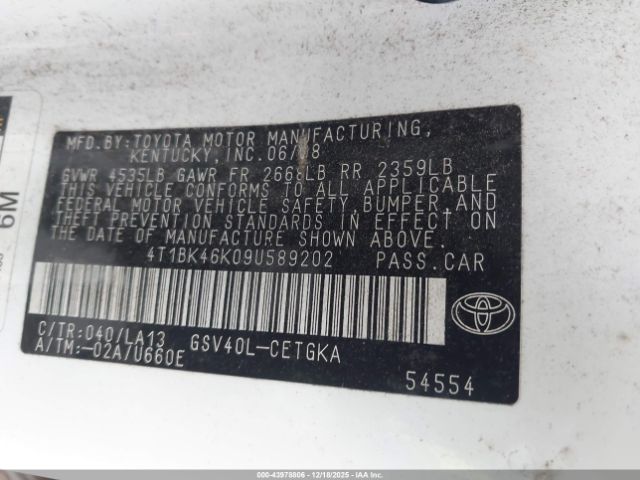 MFD.BY:TOYOTA MOTOR MANUFACTURING,
KENTUCKY, INC.06/08
GVWR 4535LB GAWR FR 2668LB RR 2359LB
THIS VEHICLE CONFORMS TO ALL APPLICABLE
FEDERAL MOTOR VEHICLE SAFETY BUMPER AND
THEFT PREVENTION STANDARDS IN EFFECT ON
THE DATE OF MANUFACTURE SHOWN ABOVE.
4T1BK46K09U589202 PASS.CAR
C/TR:040/LA13 GSV40L-CETGKA
A/TM:-02A/U660E
54554
6M
000-43978806 - 12/18/2025 - IAAI.COM